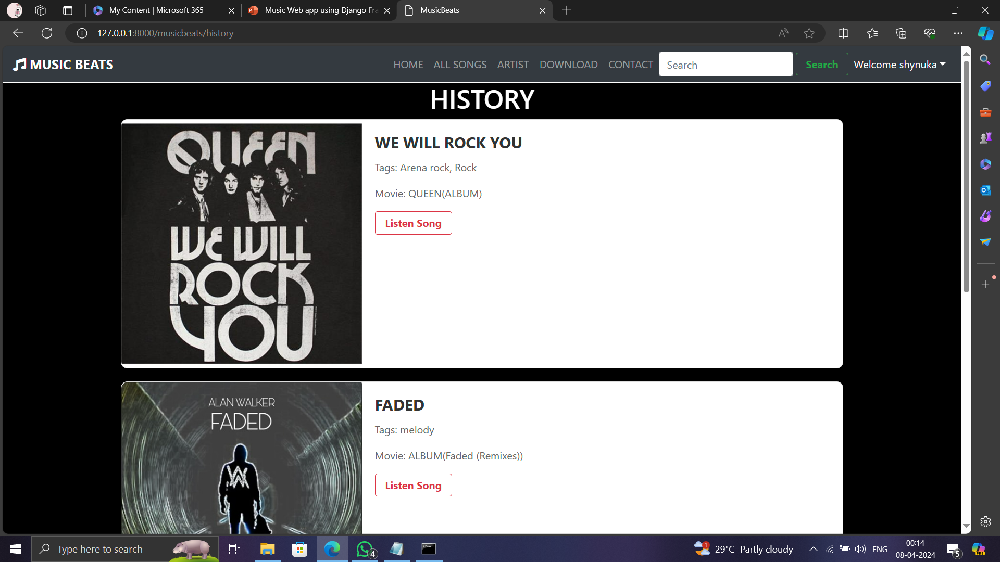 My Content | Microsoft 365
Music Web app using Django Fra
MusicBeats
127.0.0.1:8000/musicbeats/history
MUSIC BEATS
HOME
ALL SONGS
ARTIST
DOWNLOAD
CONTACT
Search
Search
Welcome shynuka
HISTORY
QUEEN
WE WILL
ROCK
YOU
WE WILL ROCK YOU
Tags: Arena rock, Rock
Movie: QUEEN(ALBUM)
Listen Song
ALAN WALKER
FADED
FADED
Tags: melody
Movie: ALBUM(Faded (Remixes))
Listen Song
Type here to search
4
1
29°C Partly cloudy
ENG
00:14
08-04-2024
5
PRE